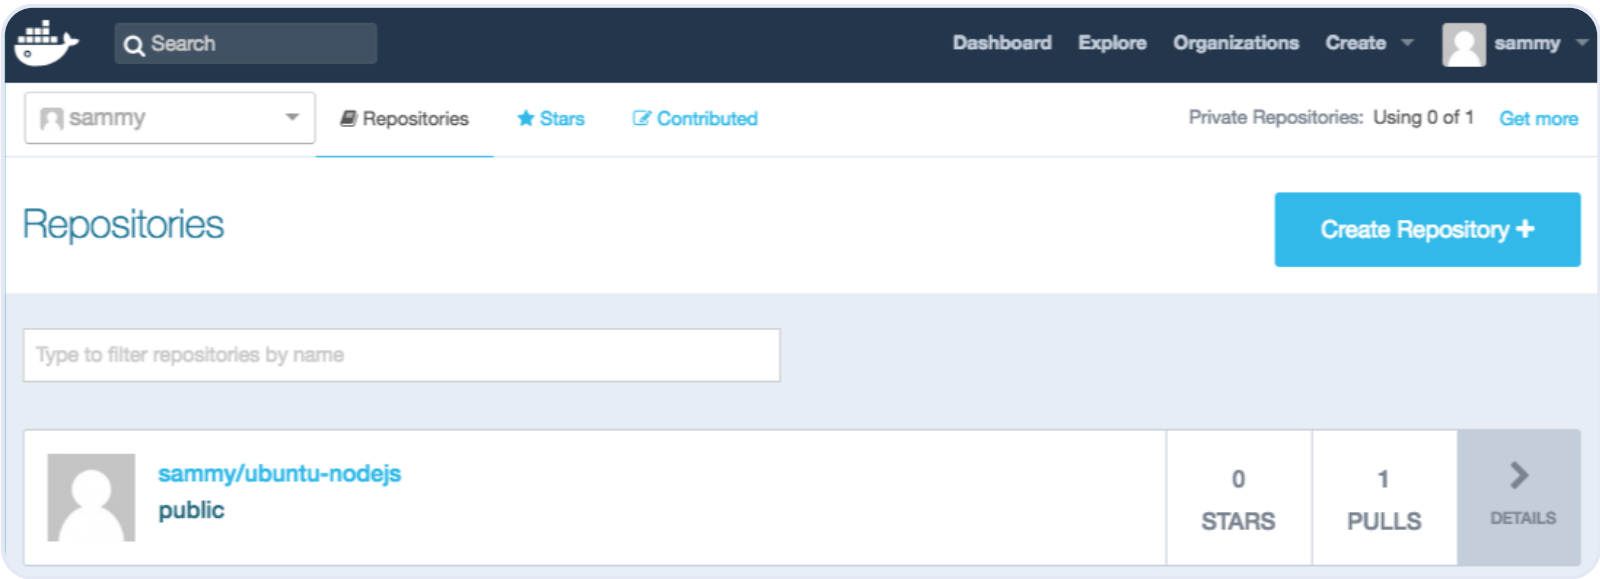 Search Dashboard Explore Organizations Create sammy
sammy Repositories Stars Contributed Private Repositories: Using 0 of 1 Get more
Repositories
Create Repository
Type to filter repositories by name
sammy/ubuntu-nodejs
public
0
STARS
1
PULLS
DETAILS